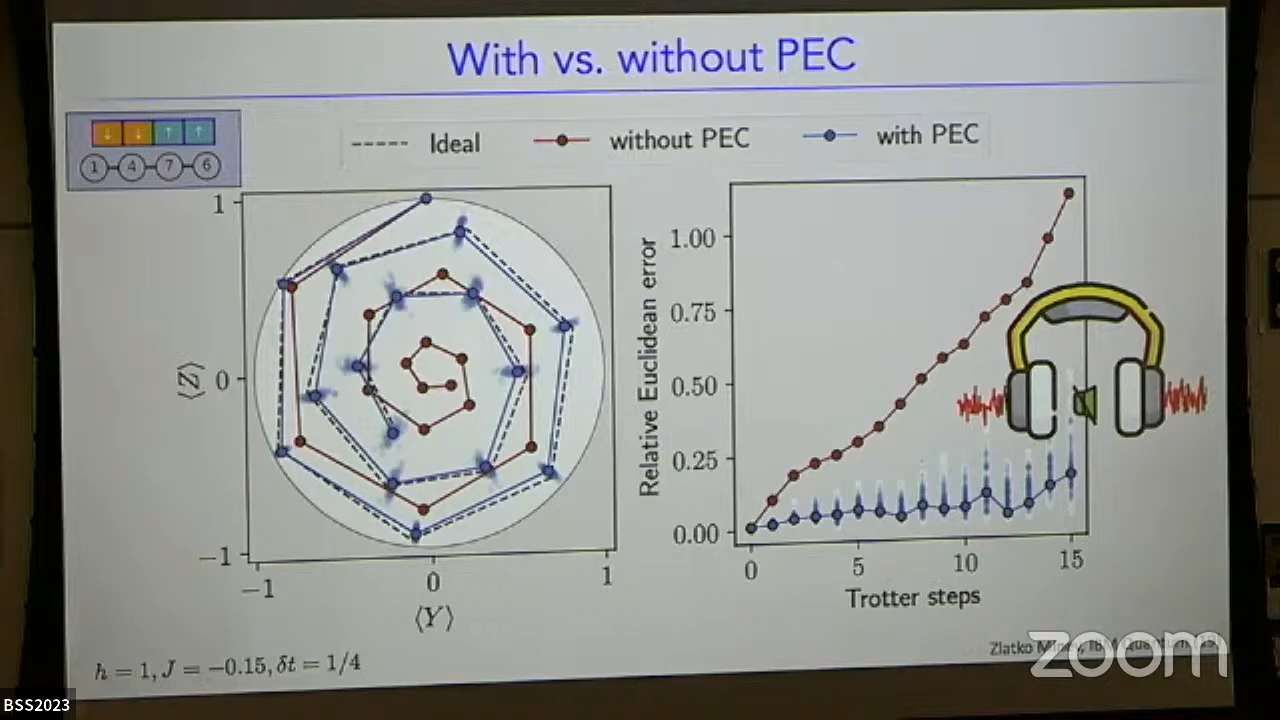 With vs. without PEC
↓ ↓ ↑ ↑
1 4 7 6
Ideal without PEC with PEC
1
0
−1
⟨Z⟩
−1 0 1
⟨Y⟩
Relative Euclidean error
1.00
0.75
0.50
0.25
0.00
0 5 10 15
Trotter steps
h = 1, J = −0.15, δt = 1/4
Zlatko
zoom
BSS2023